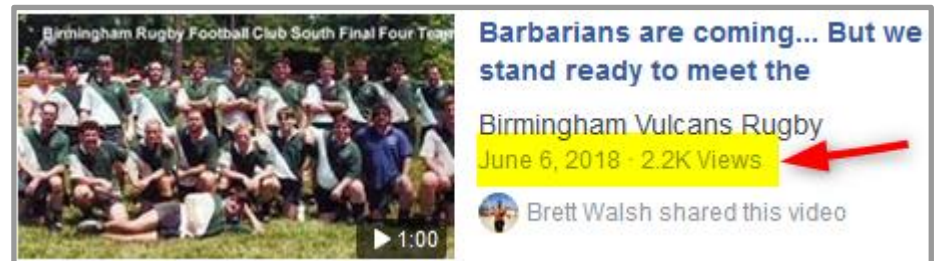 Birmingham Rugby Football Club South Final Four Team
Barbarians are coming... But we
stand ready to meet the
Birmingham Vulcans Rugby
June 6, 2018 · 2.2K Views
Brett Walsh shared this video
1:00